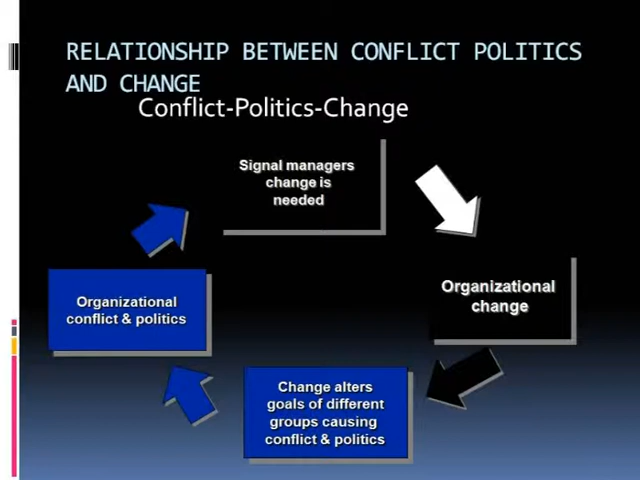 RELATIONSHIP BETWEEN CONFLICT POLITICS
AND CHANGE
Conflict-Politics-Change
Signal managers
change is
needed
Organizational
change
Organizational
conflict & politics
Change alters
goals of different
groups causing
conflict & politics